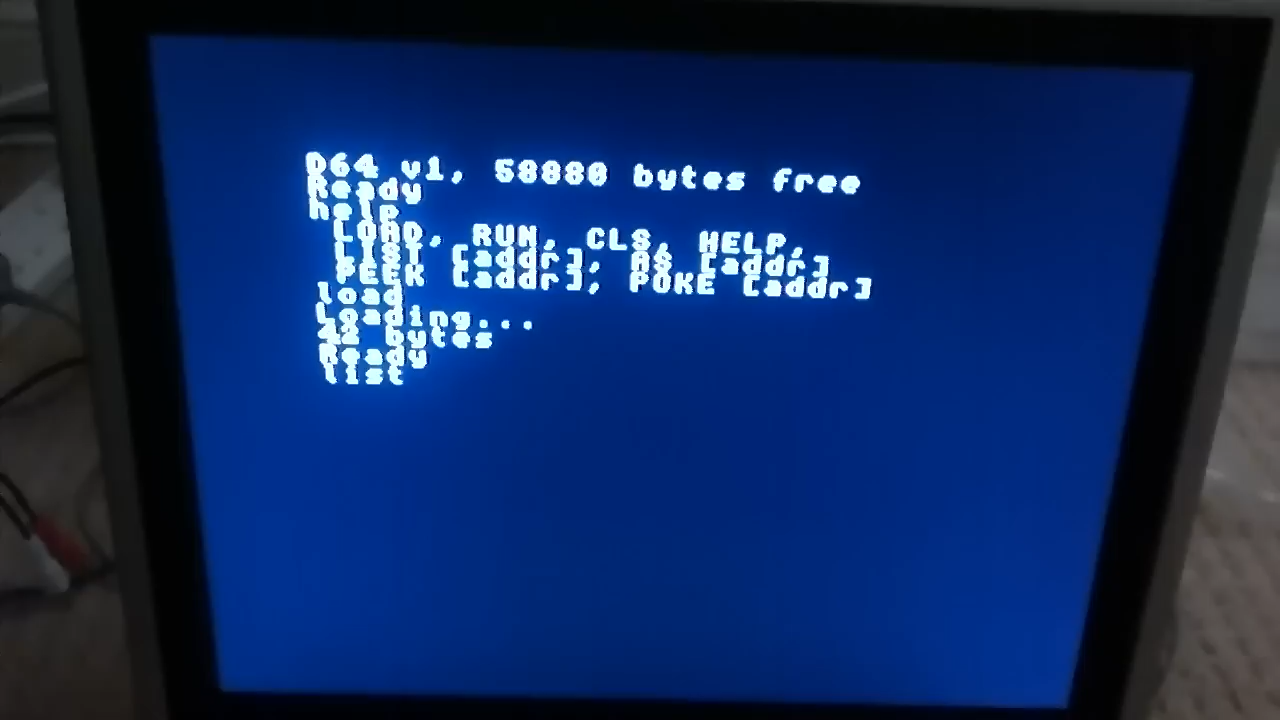 D64 v1, 58880 bytes free
Ready
help
LOAD, RUN, CLS, HELP,
LIST [addr], AS [addr]
PEEK [addr], POKE [addr]
load
Loading...
42 bytes
Ready
list